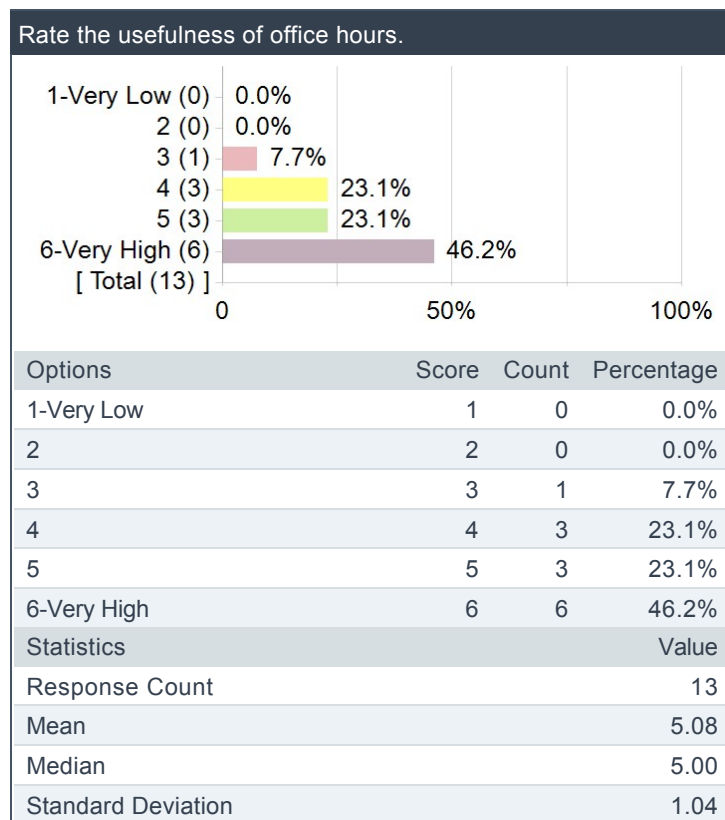 Rate the usefulness of office hours.
1-Very Low (0) 0.0%
2 (0) 0.0%
3 (1) 7.7%
4 (3) 23.1%
5 (3) 23.1%
6-Very High (6) 46.2%
[ Total (13) ]
0 50% 100%
Options Score Count Percentage
1-Very Low 1 0 0.0%
2 2 0 0.0%
3 3 1 7.7%
4 4 3 23.1%
5 5 3 23.1%
6-Very High 6 6 46.2%
Statistics Value
Response Count 13
Mean 5.08
Median 5.00
Standard Deviation 1.04